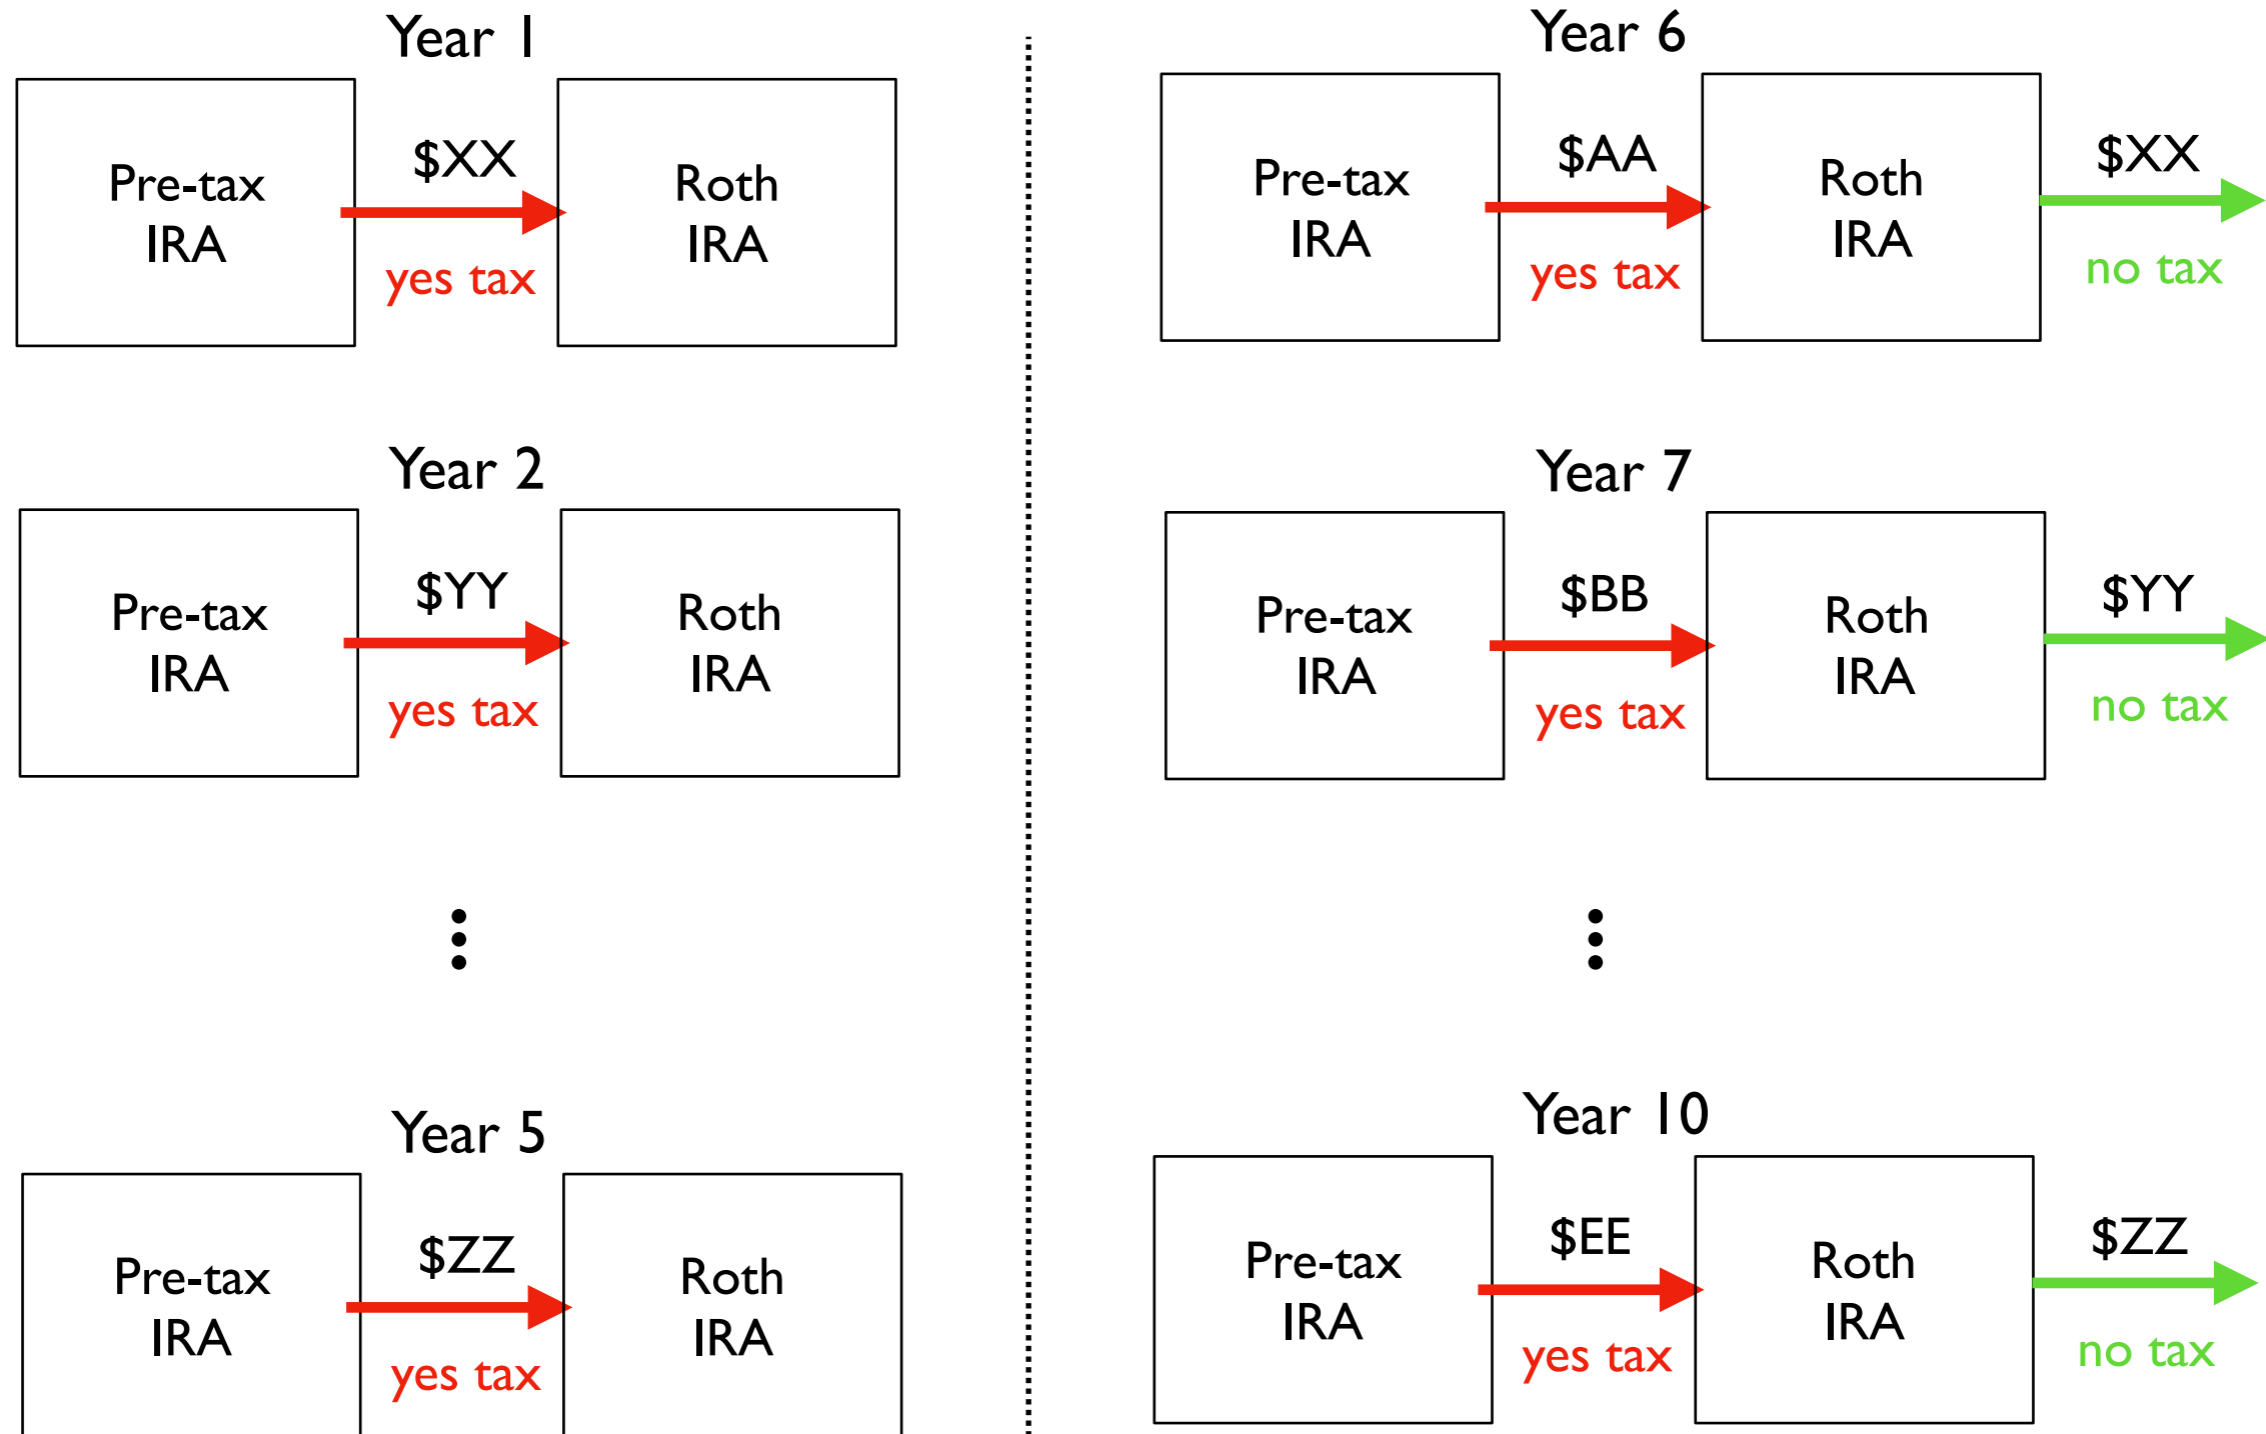 Year 1
Pre-tax
IRA
$XX
yes tax
Roth
IRA
Year 2
Pre-tax
IRA
$YY
yes tax
Roth
IRA
Year 5
Pre-tax
IRA
$ZZ
yes tax
Roth
IRA
Year 6
Pre-tax
IRA
$AA
yes tax
Roth
IRA
$XX
no tax
Year 7
Pre-tax
IRA
$BB
yes tax
Roth
IRA
$YY
no tax
Year 10
Pre-tax
IRA
$EE
yes tax
Roth
IRA
$ZZ
no tax